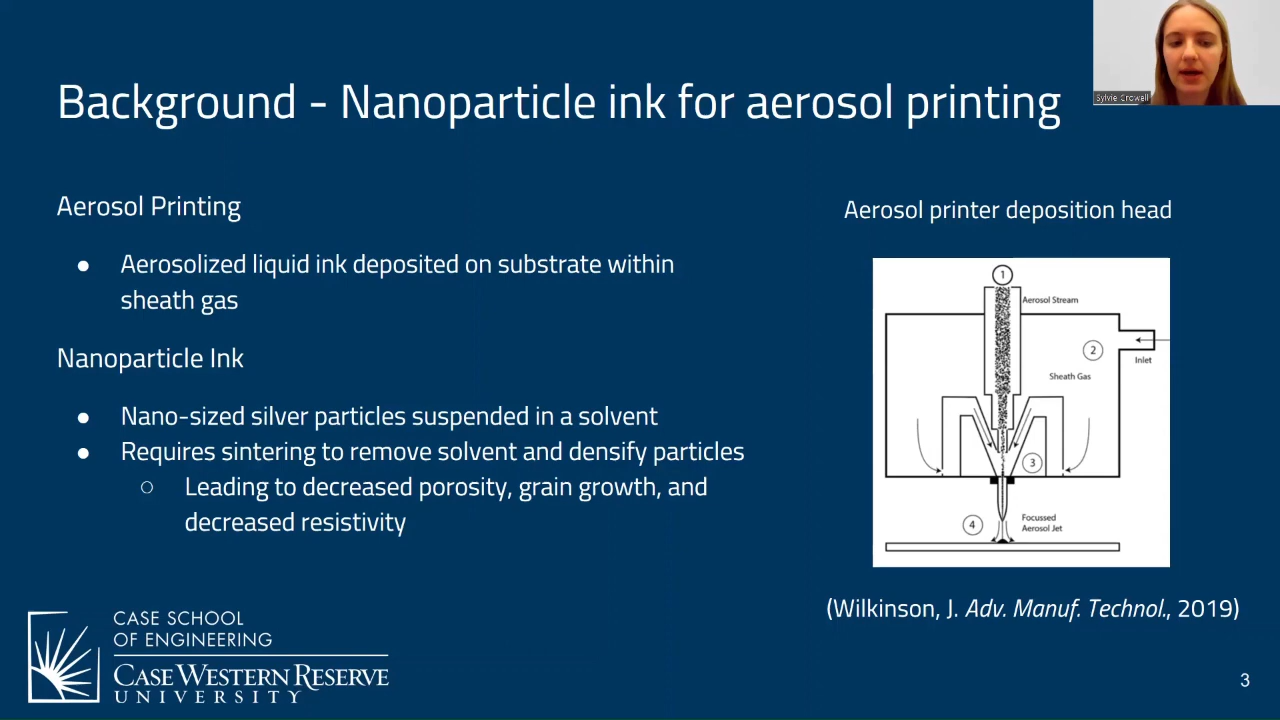 Sylvie Crowell
Background - Nanoparticle ink for aerosol printing
Aerosol Printing
● Aerosolized liquid ink deposited on substrate within
sheath gas
Nanoparticle Ink
● Nano-sized silver particles suspended in a solvent
● Requires sintering to remove solvent and densify particles
○ Leading to decreased porosity, grain growth, and
decreased resistivity
Aerosol printer deposition head
1
Aerosol Stream
2
Inlet
Sheath Gas
3
4
Focussed
Aerosol Jet
(Wilkinson, J. Adv. Manuf. Technol., 2019)
CASE SCHOOL
OF ENGINEERING
CASE WESTERN RESERVE
UNIVERSITY
3